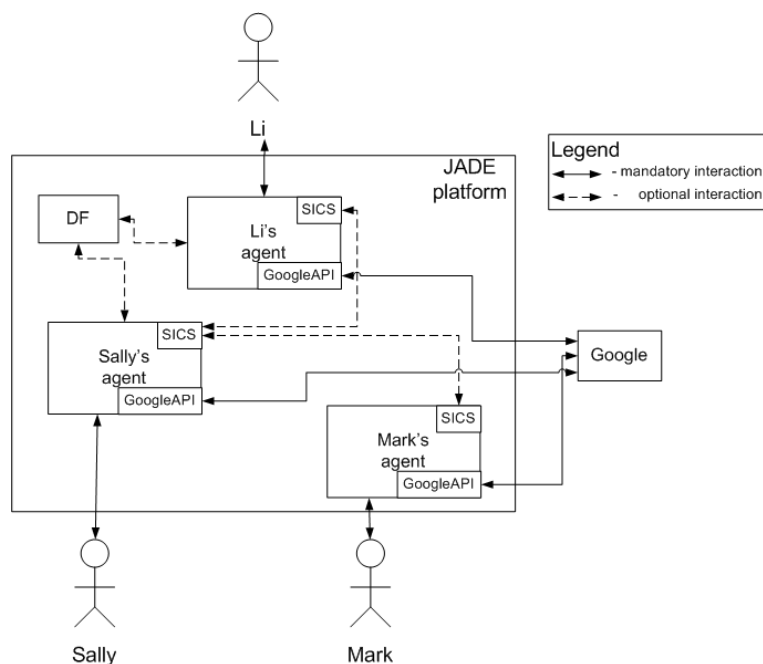 Li
JADE
platform
Legend
- mandatory interaction
- optional interaction
DF
SICS
Li's
agent
GoogleAPI
SICS
Sally's
agent
GoogleAPI
Google
SICS
Mark's
agent
GoogleAPI
Sally
Mark